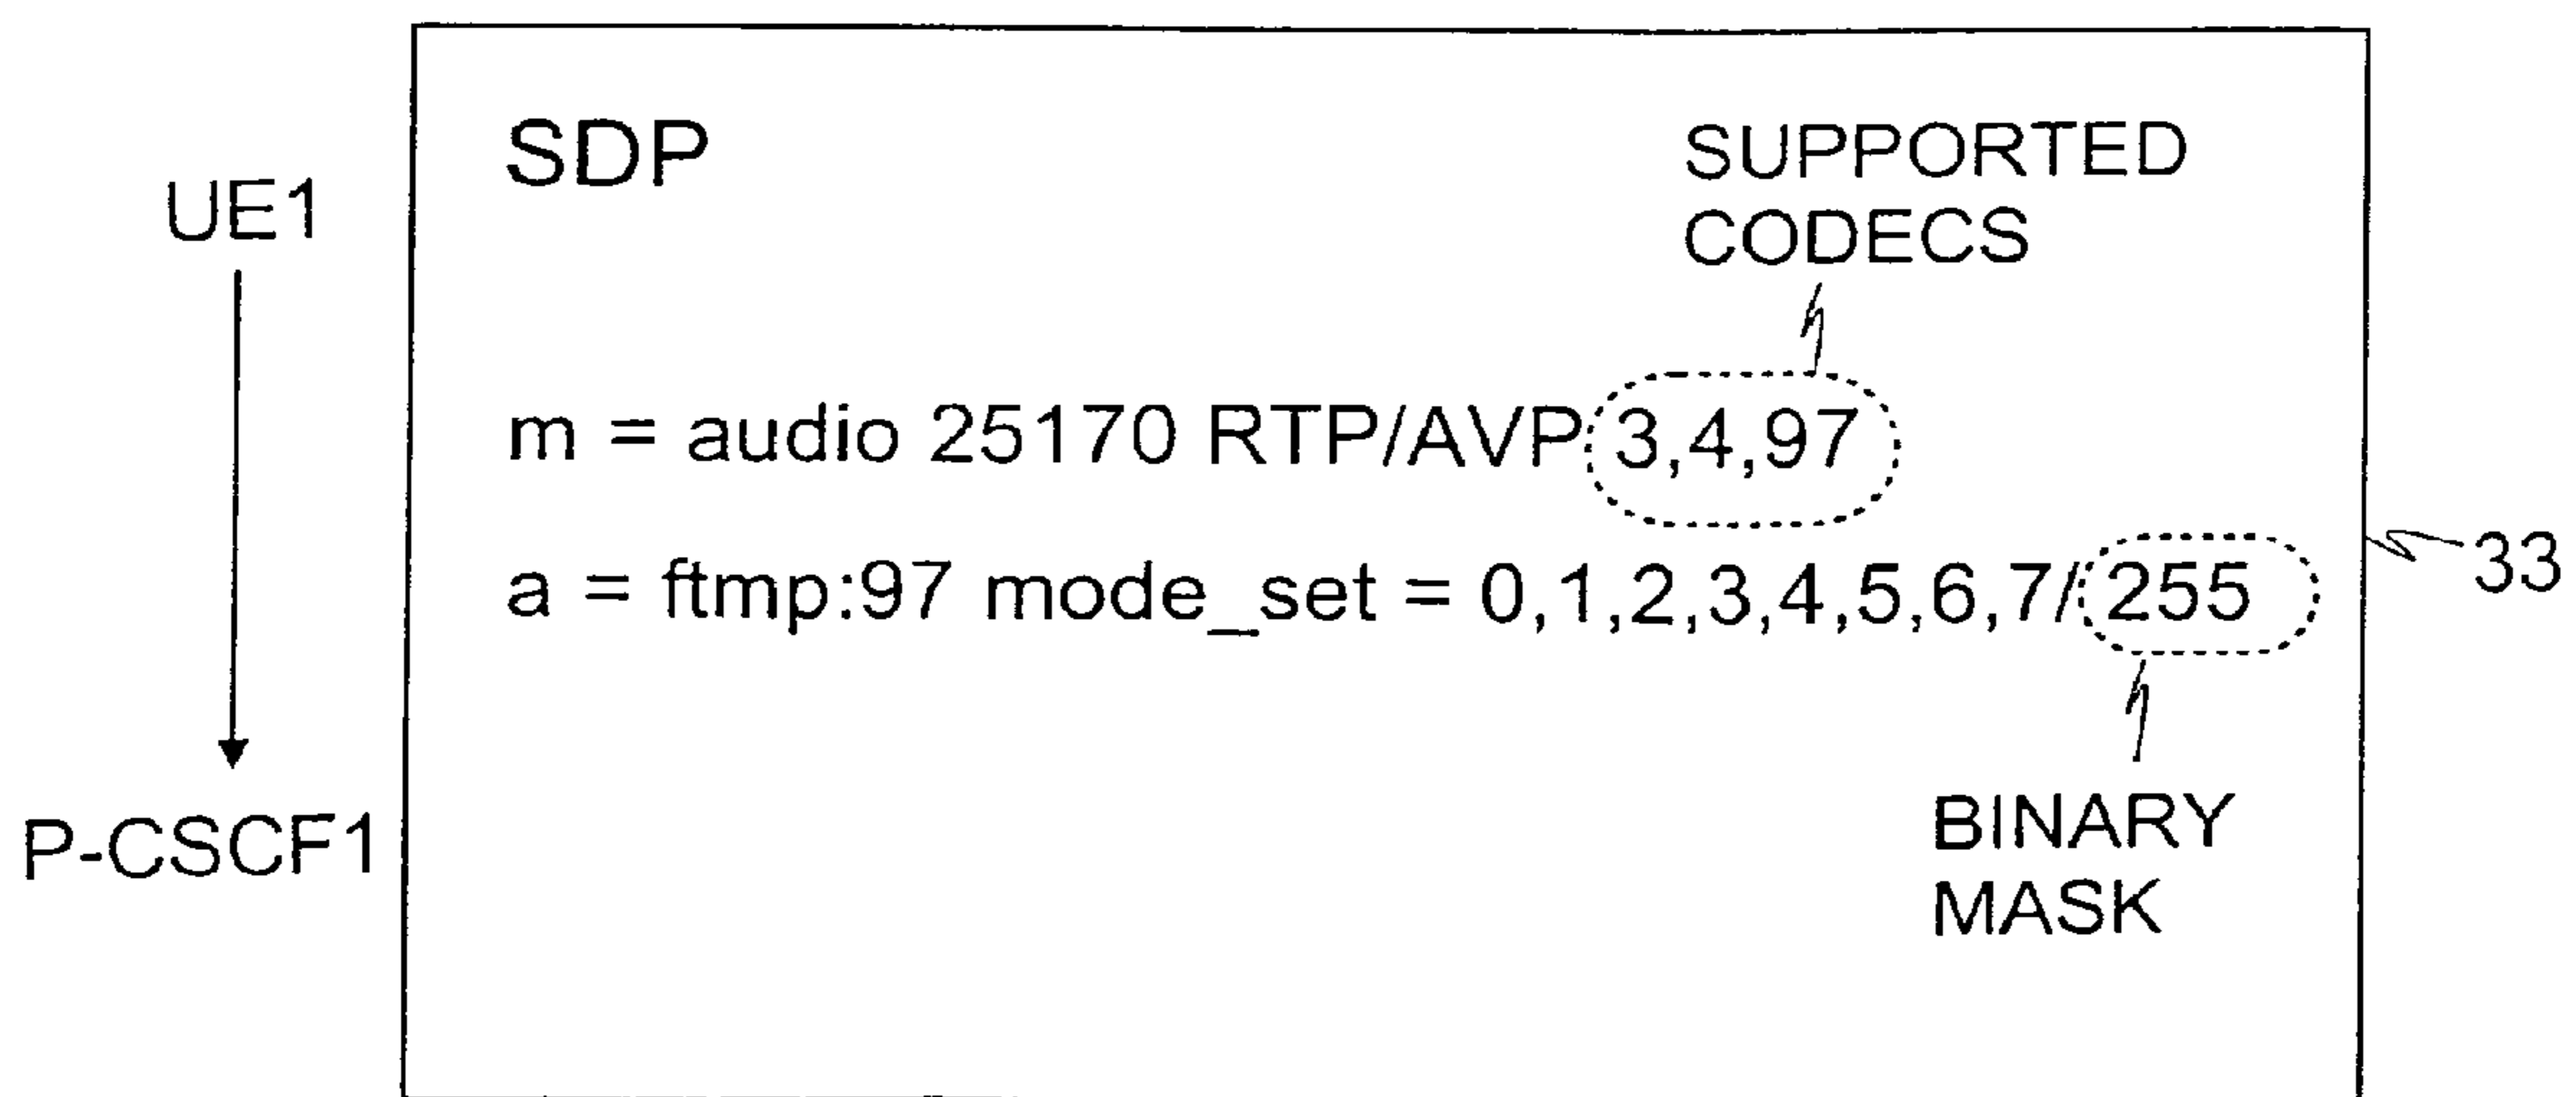 UE1
P-CSCF1
SDP
SUPPORTED
CODECS
m = audio 25170 RTP/AVP 3,4,97
a = ftmp:97 mode_set = 0,1,2,3,4,5,6,7/ 255
33
BINARY
MASK